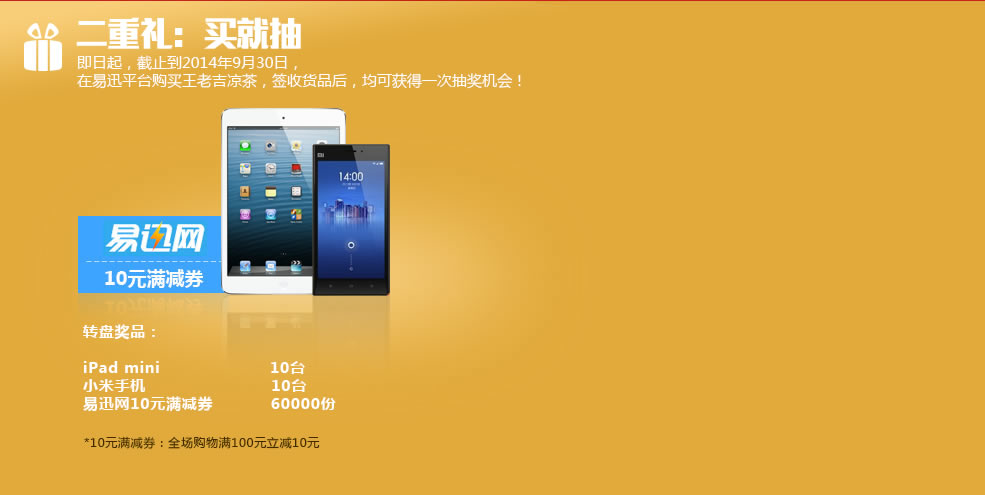 二重礼：买就抽
即日起，截止到2014年9月30日，
在易迅平台购买王老吉凉茶，签收货品后，均可获得一次抽奖机会！
14:00
易迅网
10元满减券
转盘奖品：
iPad mini 10台
小米手机 10台
易迅网10元满减券 60000份
*10元满减券：全场购物满100元立减10元